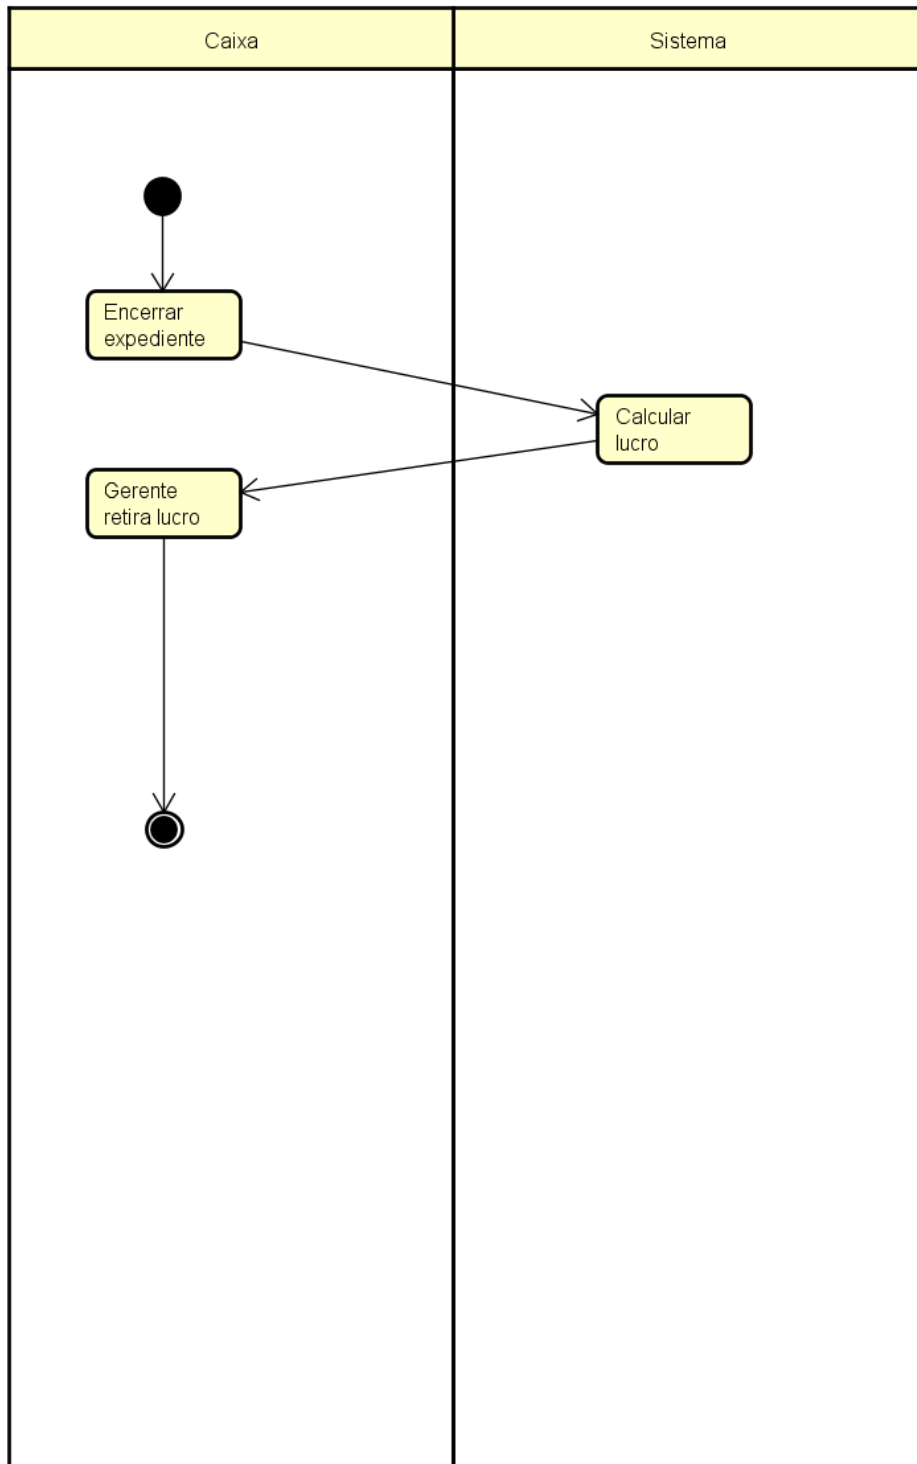 Caixa
Sistema
Encerrar
expediente
Calcular
lucro
Gerente
retira lucro